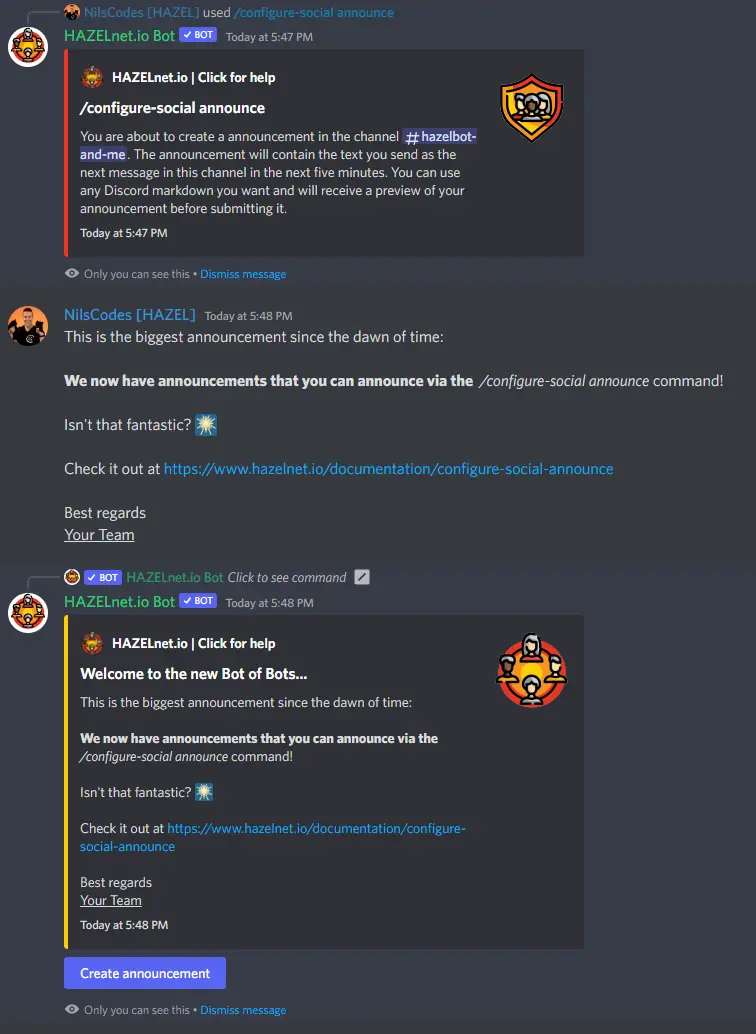 NilsCodes [HAZEL] used /configure-social announce
HAZELnet.io Bot ✓ BOT Today at 5:47 PM
HAZELnet.io | Click for help
/configure-social announce
You are about to create a announcement in the channel # hazelbot-
and-me. The announcement will contain the text you send as the
next message in this channel in the next five minutes. You can use
any Discord markdown you want and will receive a preview of your
announcement before submitting it.
Today at 5:47 PM
Only you can see this • Dismiss message
NilsCodes [HAZEL] Today at 5:48 PM
This is the biggest announcement since the dawn of time:
We now have announcements that you can announce via the /configure-social announce command!
Isn't that fantastic?
Check it out at https://www.hazelnet.io/documentation/configure-social-announce
Best regards
Your Team
✓ BOT HAZELnet.io Bot Click to see command
HAZELnet.io Bot ✓ BOT Today at 5:48 PM
HAZELnet.io | Click for help
Welcome to the new Bot of Bots...
This is the biggest announcement since the dawn of time:
We now have announcements that you can announce via the
/configure-social announce command!
Isn't that fantastic?
Check it out at https://www.hazelnet.io/documentation/configure-
social-announce
Best regards
Your Team
Today at 5:48 PM
Create announcement
Only you can see this • Dismiss message